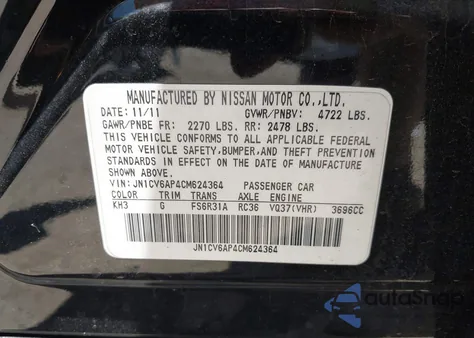 MANUFACTURED BY NISSAN MOTOR CO.,LTD.
DATE: 11/11 GVWR/PNBV: 4722 LBS.
GAWR/PNBE FR: 2270 LBS. RR: 2478 LBS.
THIS VEHICLE CONFORMS TO ALL APPLICABLE FEDERAL
MOTOR VEHICLE SAFETY,BUMPER,AND THEFT PREVENTION
STANDARDS IN EFFECT ON THE DATE OF MANUFACTURE
SHOWN ABOVE.
VIN:JN1CV6AP4CM624364 PASSENGER CAR
COLOR TRIM TRANS AXLE ENGINE
KH3 G FS6R31A RC36 VQ37(VHR) 3696CC
JN1CV6AP4CM624364
autoSnap